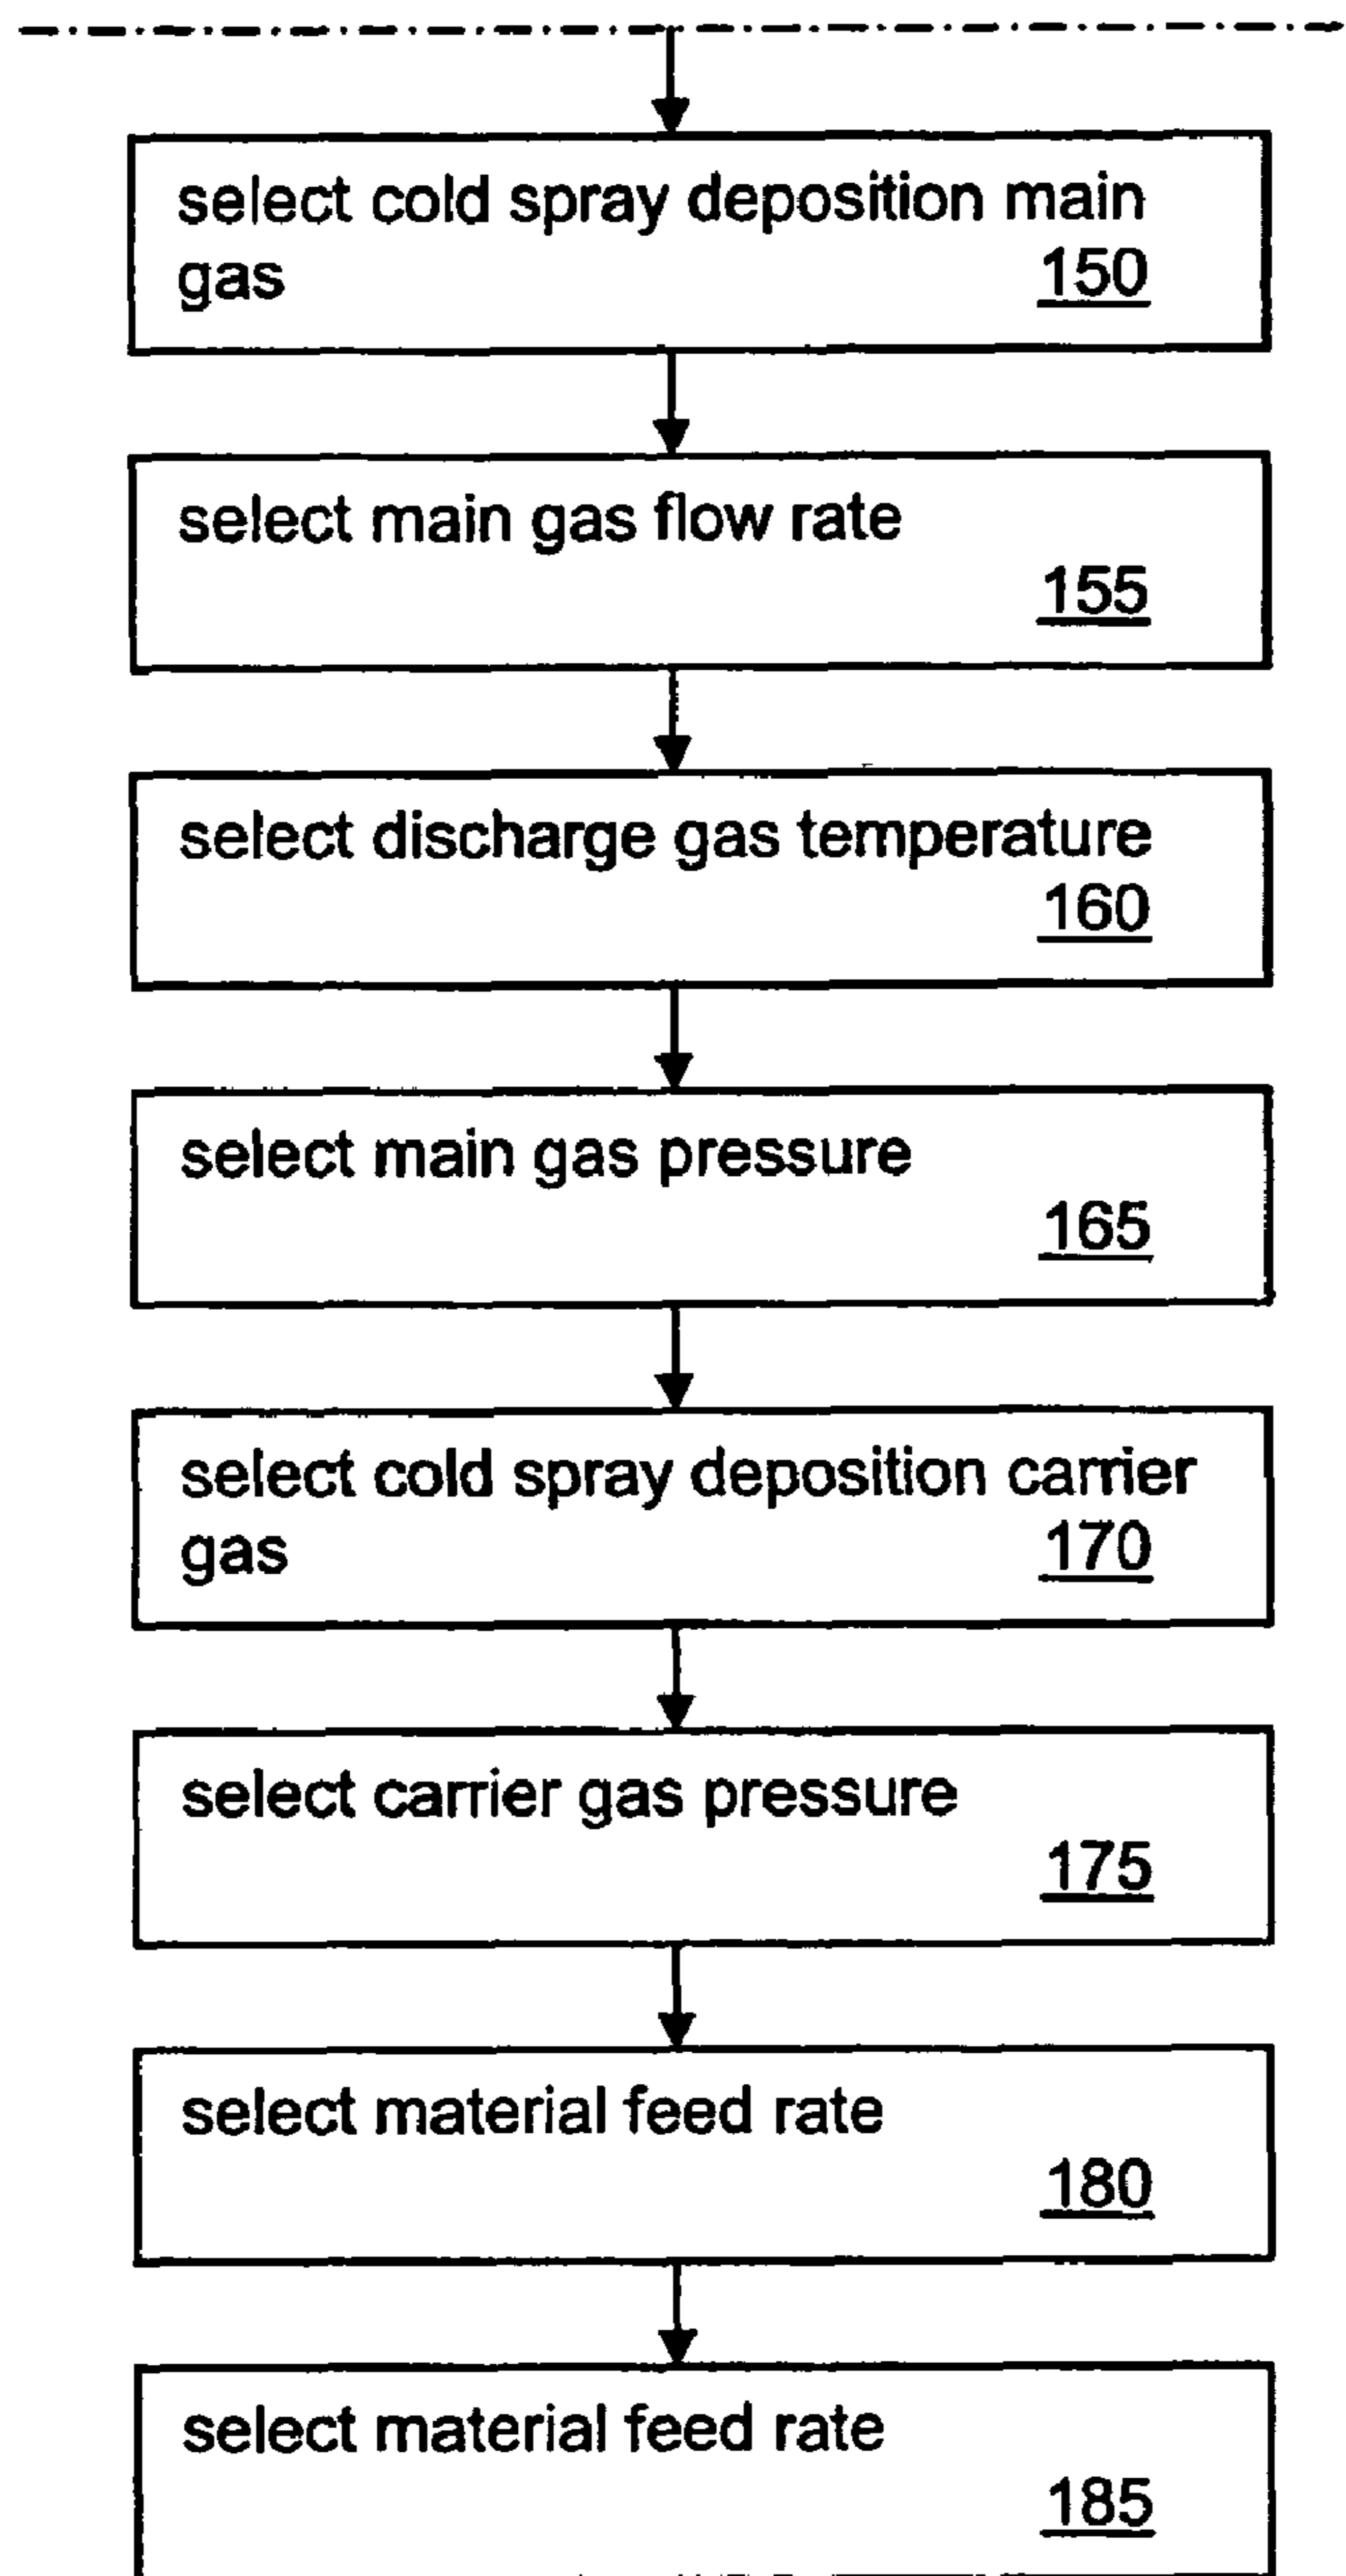 select cold spray deposition main
gas 150
select main gas flow rate
155
select discharge gas temperature
160
select main gas pressure
165
select cold spray deposition carrier
gas 170
select carrier gas pressure
175
select material feed rate
180
select material feed rate
185